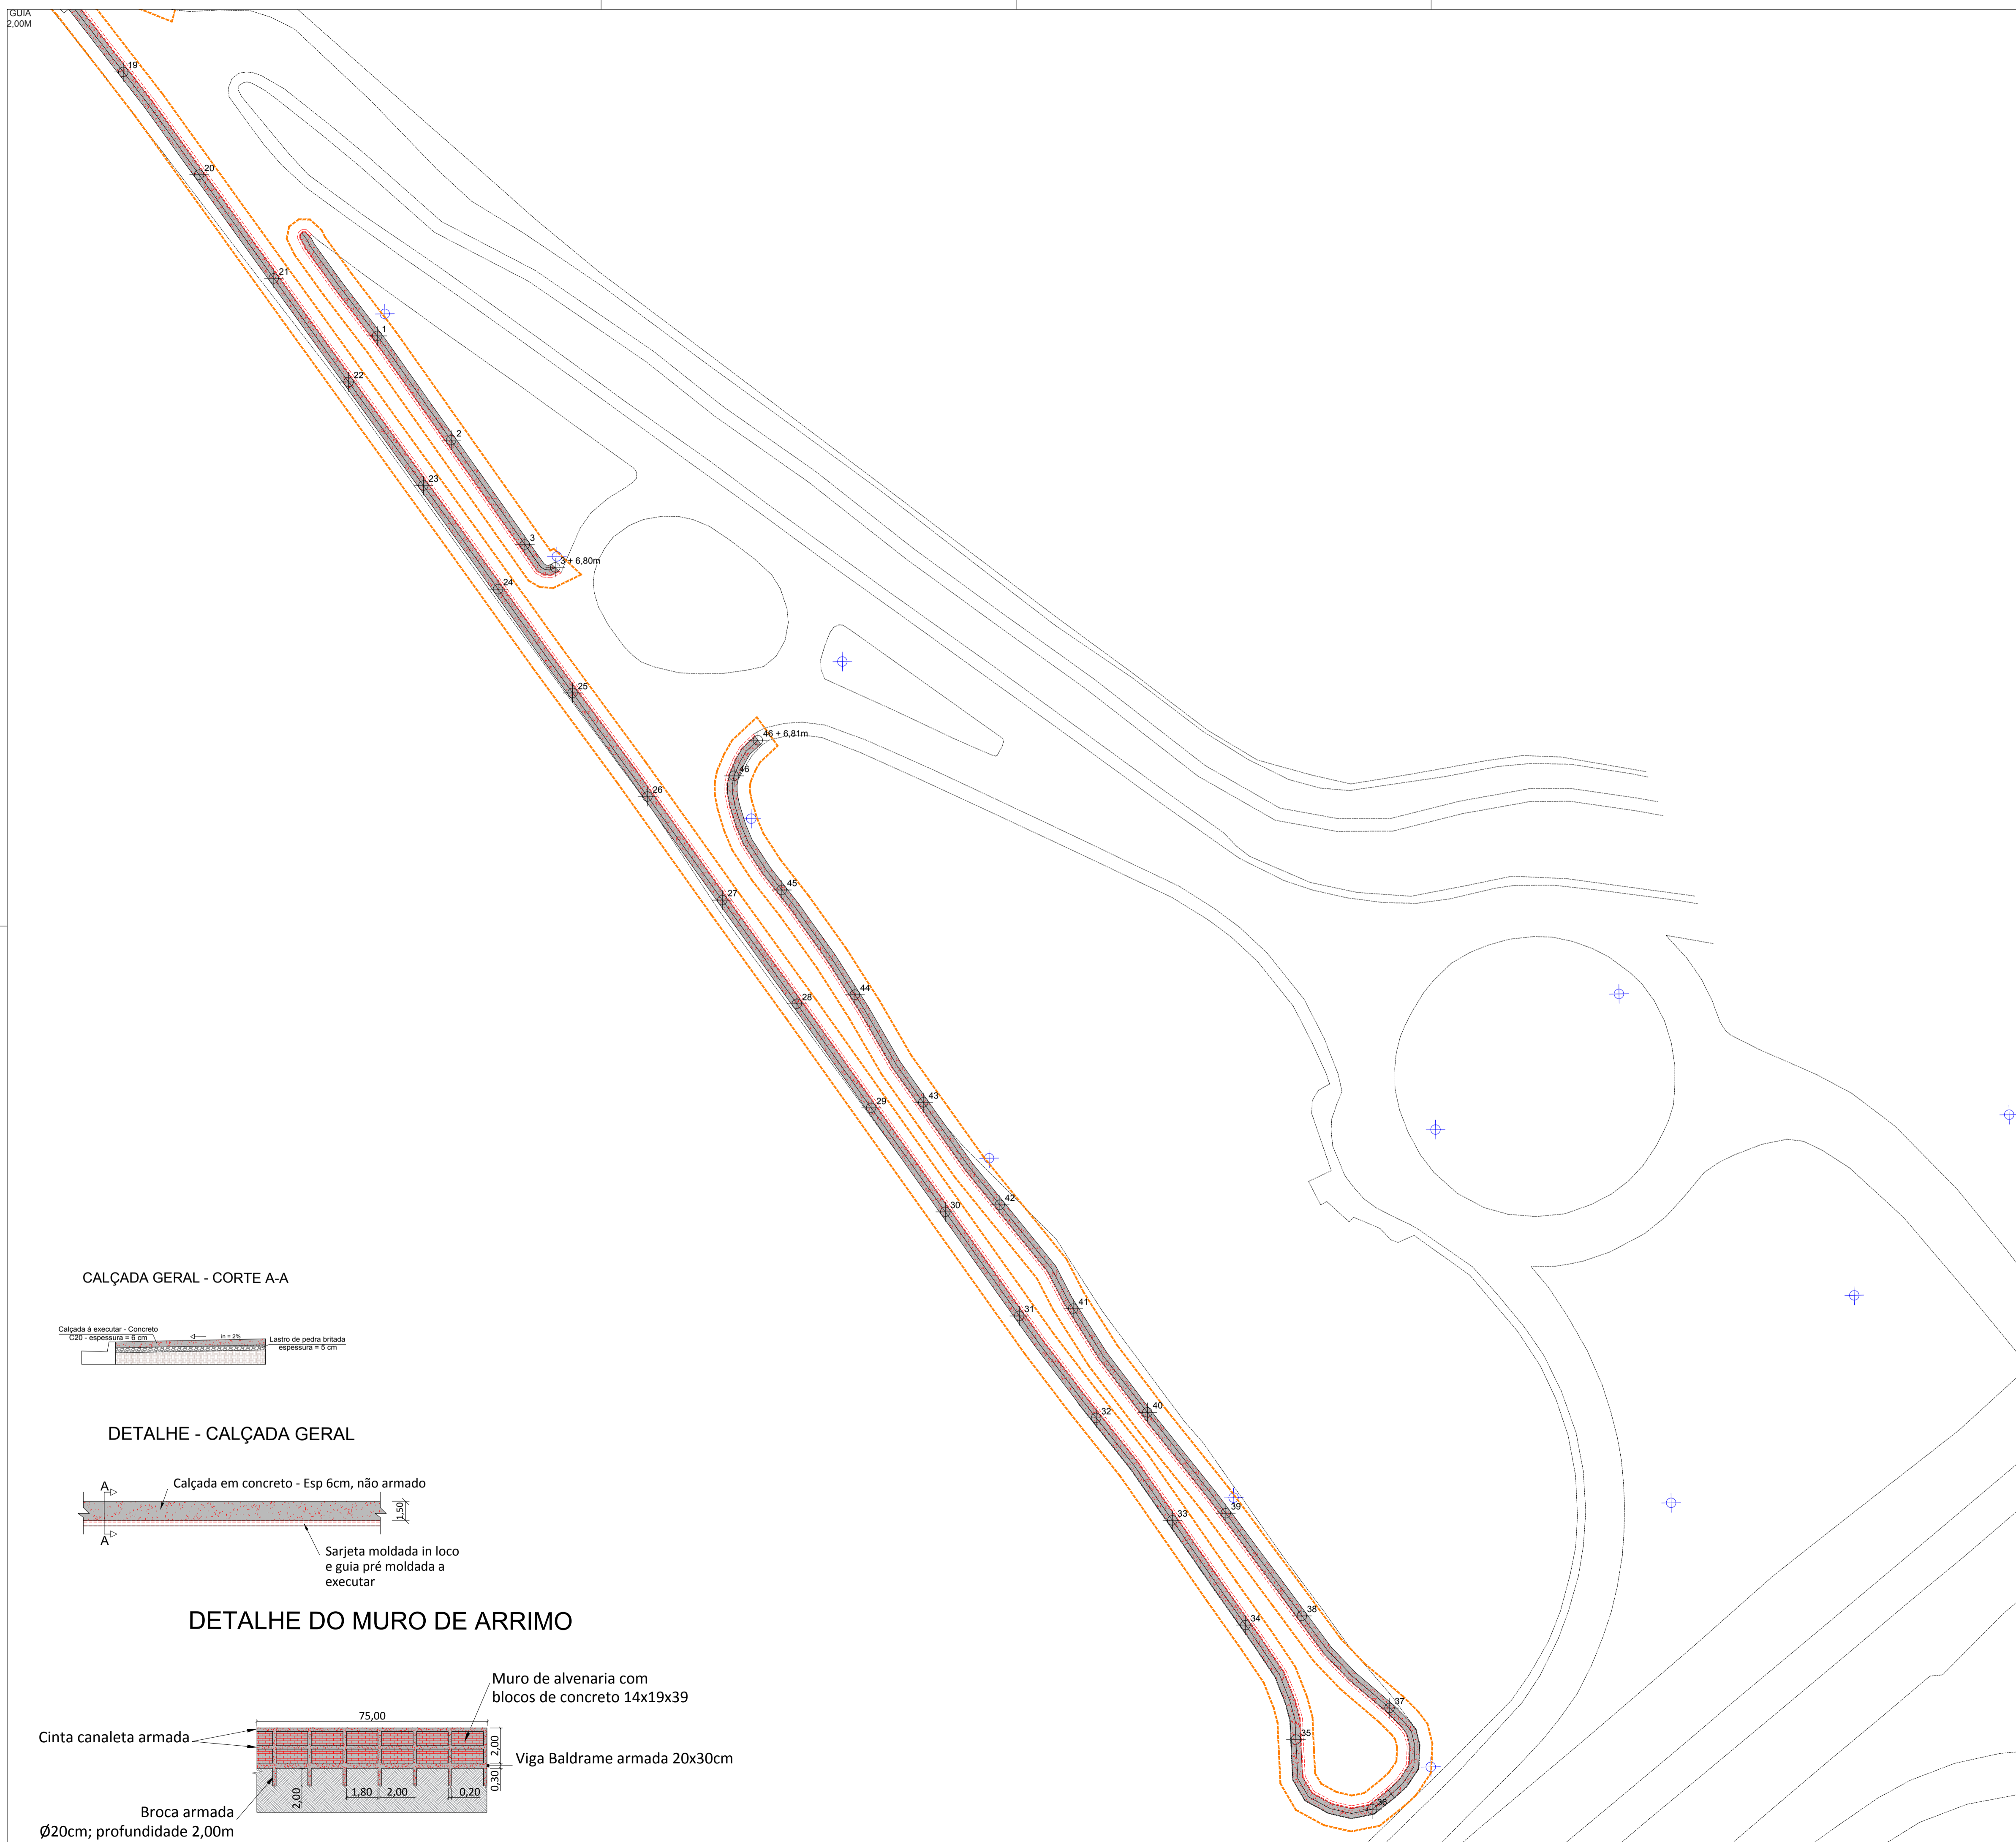 GUIA
2,00M
19
20
21
1
22
2
23
3
3 + 6,80m
24
25
46 + 6,81m
46
26
45
27
44
28
43
29
42
30
41
31
40
32
39
33
38
34
37
35
36
CALÇADA GERAL - CORTE A-A
Calçada á executar - Concreto
C20 - espessura = 6 cm
in = 2%
Lastro de pedra britada
espessura = 5 cm
DETALHE - CALÇADA GERAL
A
Calçada em concreto - Esp 6cm, não armado
1,50
A
Sarjeta moldada in loco
e guia pré moldada a
executar
DETALHE DO MURO DE ARRIMO
Muro de alvenaria com
blocos de concreto 14x19x39
75,00
Cinta canaleta armada
2,00
Viga Baldrame armada 20x30cm
0,30
2,00
1,80
2,00
0,20
Broca armada
Ø20cm; profundidade 2,00m